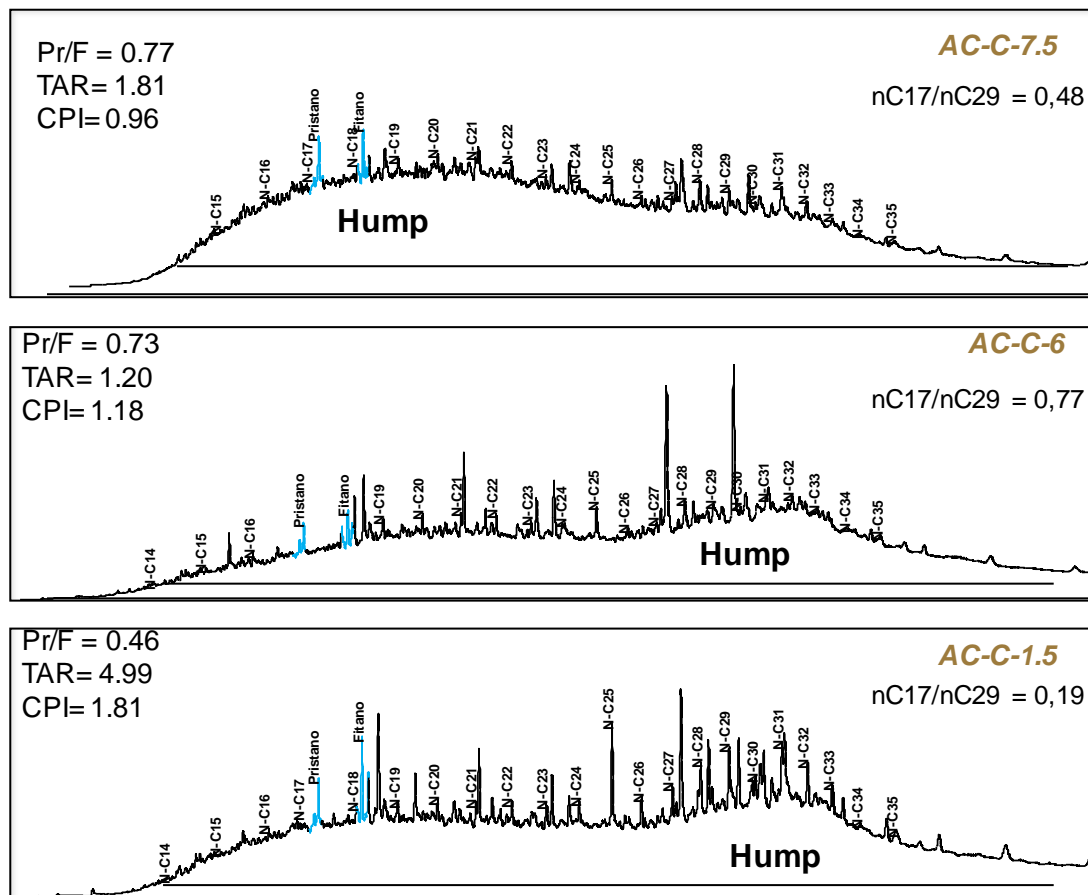 Pr/F = 0.77
TAR= 1.81
CPI= 0.96
AC-C-7.5
nC17/nC29 = 0,48
N-C15
N-C16
N-C17
Pristano
N-C18
Fitano
N-C19
N-C20
N-C21
N-C22
N-C23
N-C24
N-C25
N-C26
N-C27
N-C28
N-C29
N-C30
N-C31
N-C32
N-C33
N-C34
N-C35
Hump
Pr/F = 0.73
TAR= 1.20
CPI= 1.18
AC-C-6
nC17/nC29 = 0,77
N-C14
N-C15
N-C16
Pristano
Fitano
N-C19
N-C20
N-C21
N-C22
N-C23
N-C24
N-C25
N-C26
N-C27
N-C28
N-C29
N-C30
N-C31
N-C32
N-C33
N-C34
N-C35
Hump
Pr/F = 0.46
TAR= 4.99
CPI= 1.81
AC-C-1.5
nC17/nC29 = 0,19
N-C14
N-C15
N-C16
N-C17
Pristano
N-C18
Fitano
N-C19
N-C20
N-C21
N-C22
N-C23
N-C24
N-C25
N-C26
N-C27
N-C28
N-C29
N-C30
N-C31
N-C32
N-C33
N-C34
N-C35
Hump